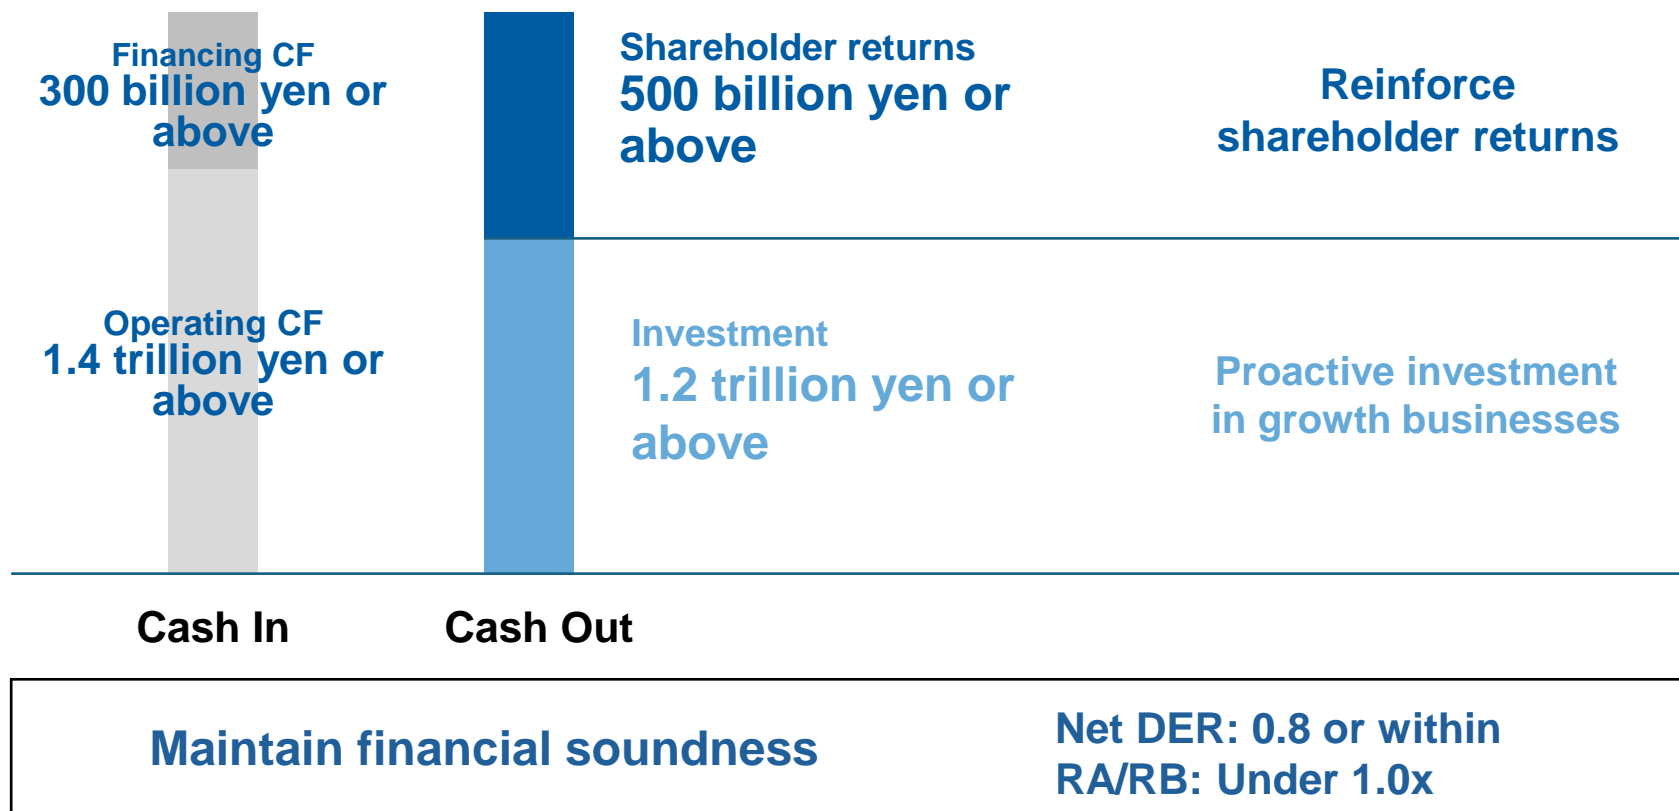 Financing CF
300 billion yen or
above
Shareholder returns
500 billion yen or
above
Reinforce
shareholder returns
Operating CF
1.4 trillion yen or
above
Investment
1.2 trillion yen or
above
Proactive investment
in growth businesses
Cash In
Cash Out
Maintain financial soundness
Net DER: 0.8 or within
RA/RB: Under 1.0x